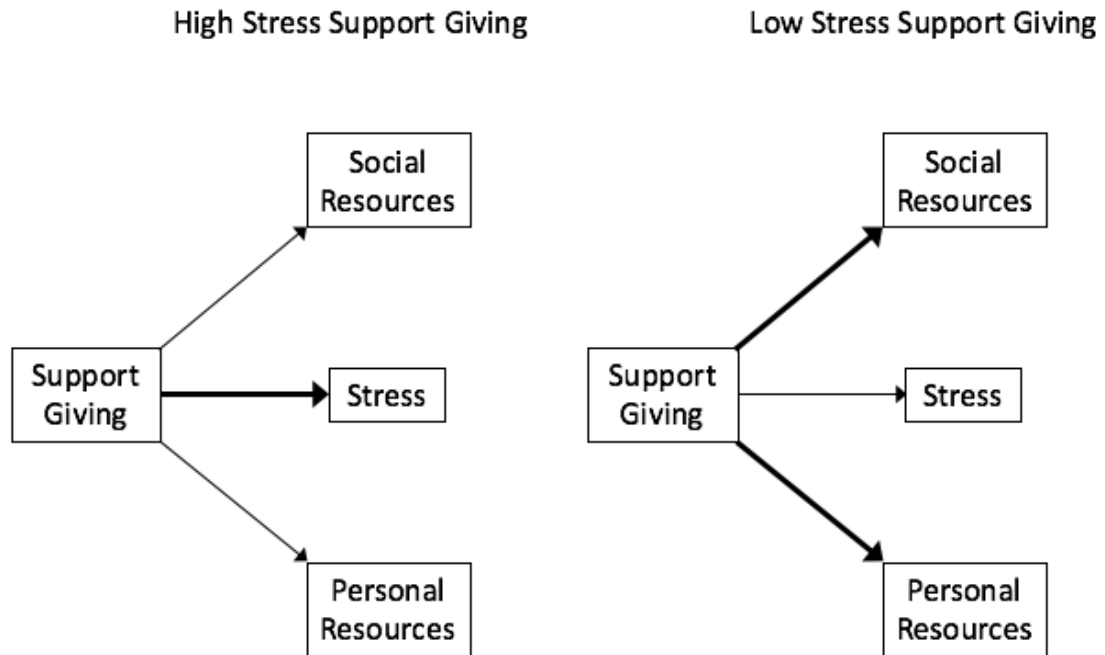 High Stress Support Giving
Low Stress Support Giving
Social
Resources
Support
Giving
Stress
Personal
Resources
Social
Resources
Support
Giving
Stress
Personal
Resources